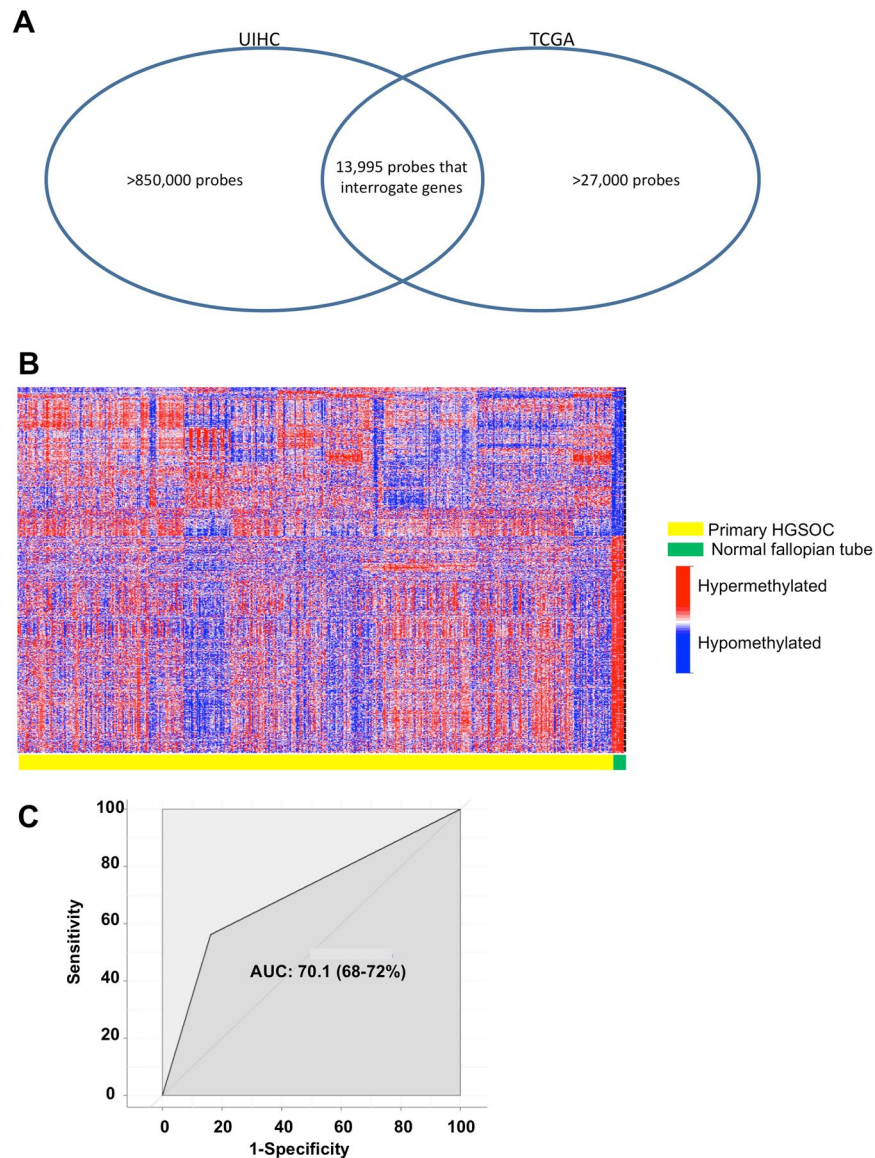 A
UIHC
TCGA
>850,000 probes
13,995 probes that
interrogate genes
>27,000 probes
B
Primary HGSOC
Normal fallopian tube
Hypermethylated
Hypomethylated
C
100
80
60
40
20
0
Sensitivity
AUC: 70.1 (68-72%)
0 20 40 60 80 100
1-Specificity